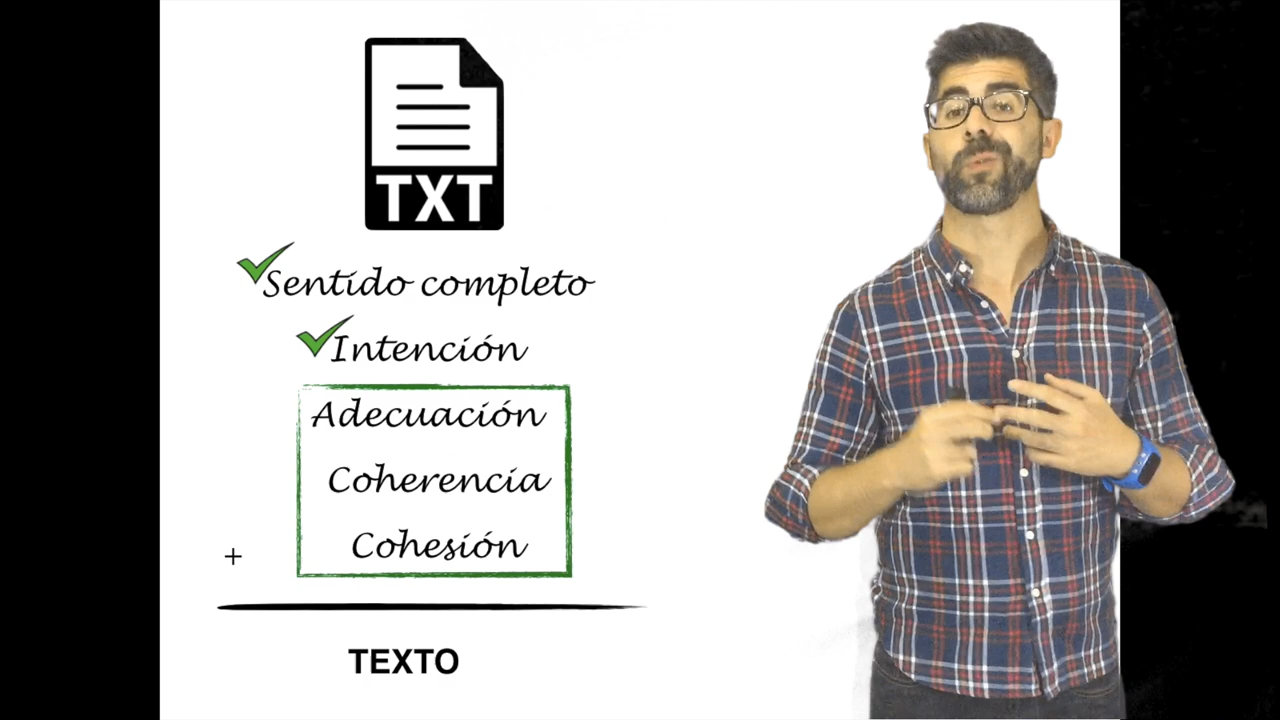 TXT
Sentido completo
Intención
Adecuación
Coherencia
Cohesión
+
TEXTO